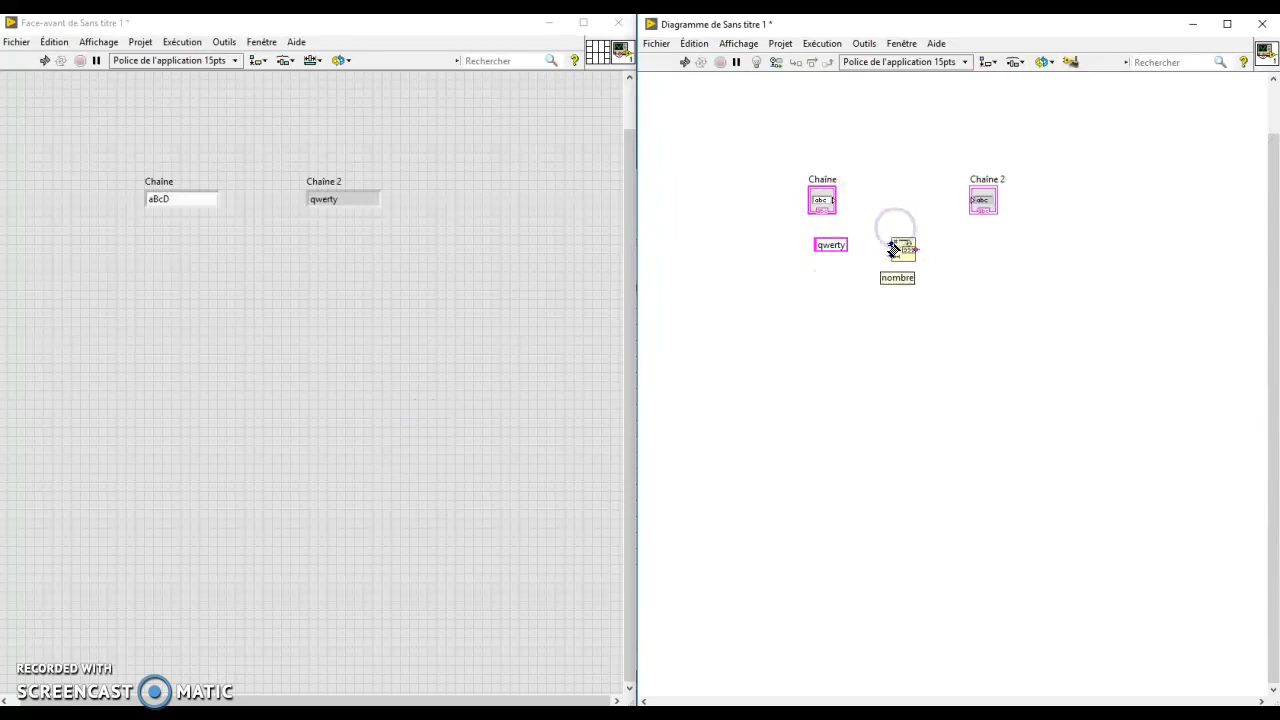 Face-avant de Sans titre 1 *
Fichier Édition Affichage Projet Exécution Outils Fenêtre Aide
Police de l'application 15pts
Rechercher
Chaîne
aBcD
Chaîne 2
qwerty
RECORDED WITH
SCREENCAST MATIC
Diagramme de Sans titre 1 *
Fichier Édition Affichage Projet Exécution Outils Fenêtre Aide
Police de l'application 15pts
Rechercher
Chaîne
abc
Chaîne 2
abc
qwerty
nombre